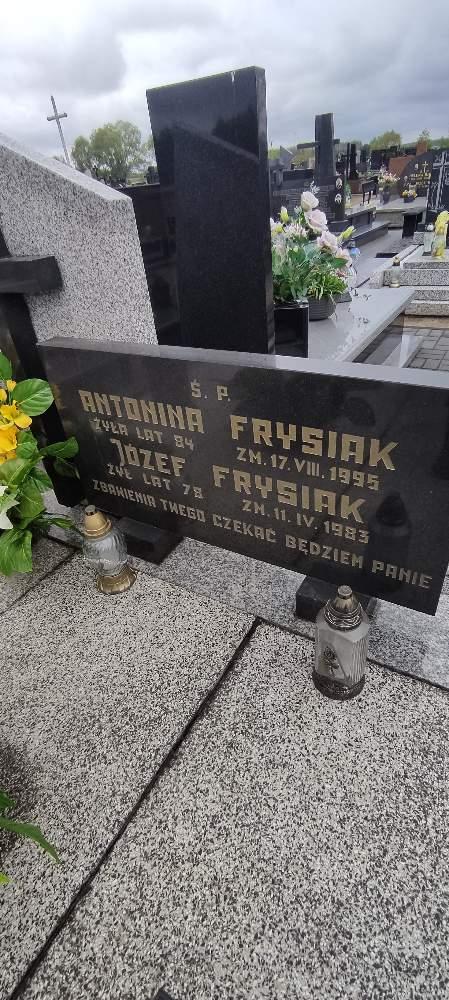 Ś. P.
ANTONINA FRYSIAK
ŻYŁA LAT 84 ZM. 17. VIII. 1995
JÓZEF FRYSIAK
ŻYŁ LAT 78 ZM. 11. IV. 1983
ZBAWIENIA TWEGO CZEKAĆ BĘDZIEM PANIE